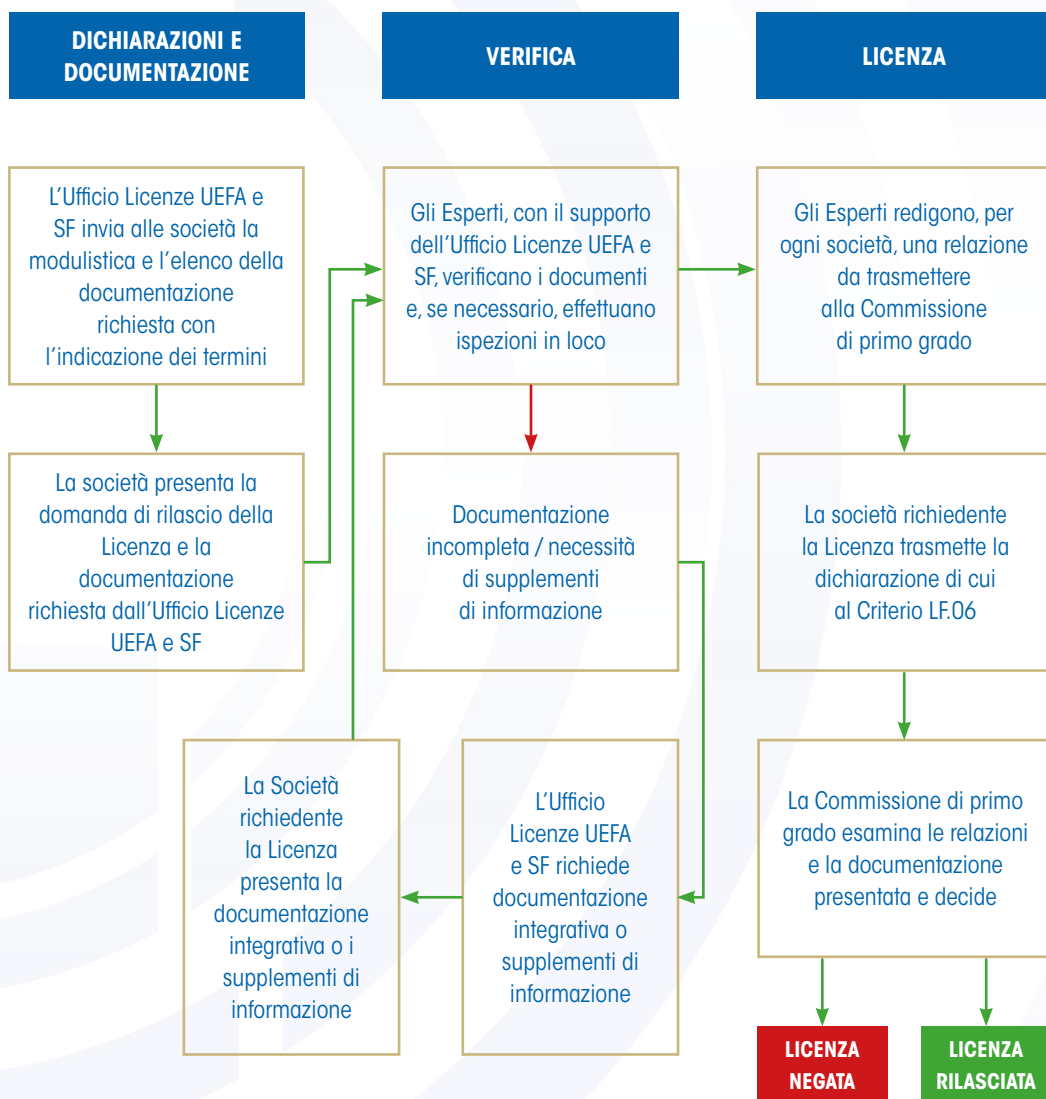 DICHIARAZIONI E
DOCUMENTAZIONE
VERIFICA
LICENZA
L'Ufficio Licenze UEFA e
SF invia alle società la
modulistica e l'elenco della
documentazione
richiesta con
l'indicazione dei termini
Gli Esperti, con il supporto
dell'Ufficio Licenze UEFA e
SF, verificano i documenti
e, se necessario, effettuano
ispezioni in loco
Gli Esperti redigono, per
ogni società, una relazione
da trasmettere
alla Commissione
di primo grado
La società presenta la
domanda di rilascio della
Licenza e la
documentazione
richiesta dall'Ufficio Licenze
UEFA e SF
Documentazione
incompleta / necessità
di supplementi
di informazione
La società richiedente
la Licenza trasmette la
dichiarazione di cui
al Criterio LF.06
La Società
richiedente
la Licenza
presenta la
documentazione
integrativa o i
supplementi di
informazione
L'Ufficio
Licenze UEFA
e SF richiede
documentazione
integrativa o
supplementi di
informazione
La Commissione di primo
grado esamina le relazioni
e la documentazione
presentata e decide
LICENZA
NEGATA
LICENZA
RILASCIATA